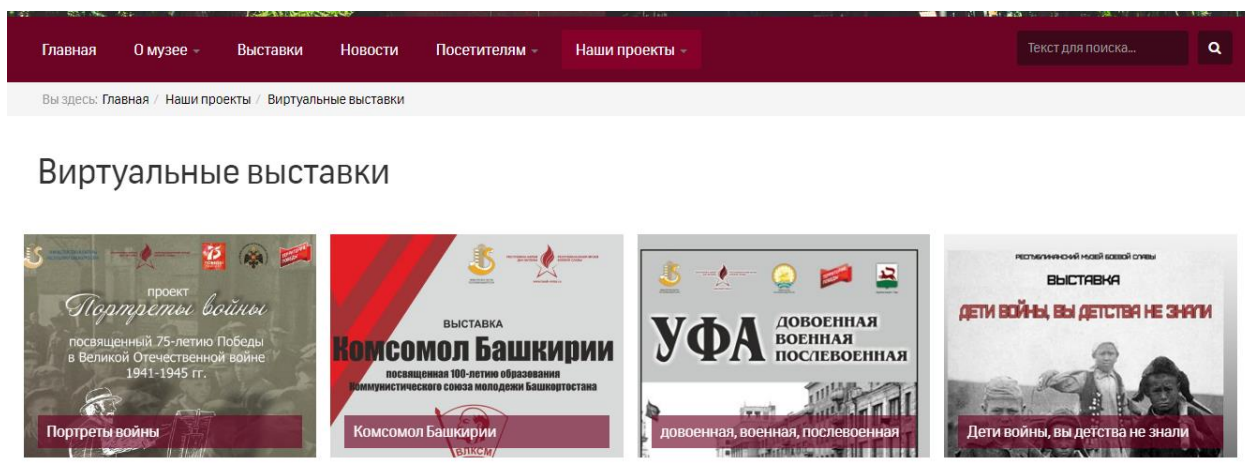 Главная О музее Выставки Новости Посетителям Наши проекты Текст для поиска...
Вы здесь: Главная / Наши проекты / Виртуальные выставки
Виртуальные выставки
проект
Портреты войны
посвященный 75-летию Победы
в Великой Отечественной войне
1941-1945 гг.
Портреты войны
ВЫСТАВКА
Комсомол Башкирии
посвященная 100-летию образования
Коммунистического союза молодежи Башкортостана
ВЛКСМ
Комсомол Башкирии
УФА ДОВОЕННАЯ
ВОЕННАЯ
ПОСЛЕВОЕННАЯ
довоенная, военная, послевоенная
РЕСПУБЛИКАНСКИЙ МУЗЕЙ БОЕВОЙ СЛАВЫ
ВЫСТАВКА
ДЕТИ ВОЙНЫ, ВЫ ДЕТСТВА НЕ ЗНАЛИ
Дети войны, вы детства не знали